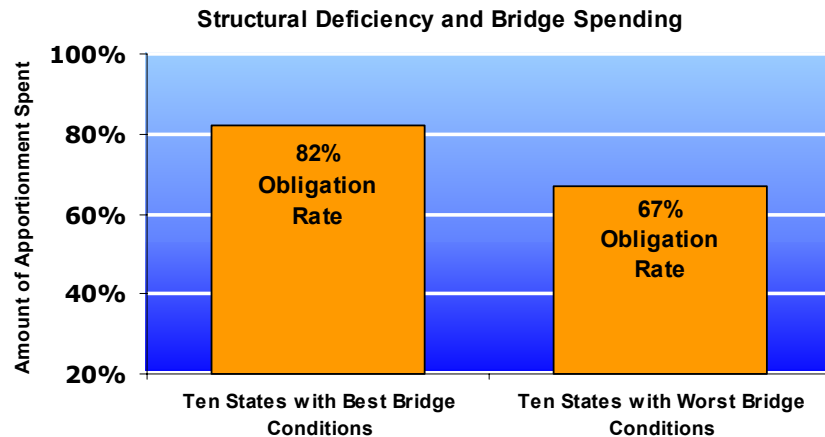 Structural Deficiency and Bridge Spending
Amount of Apportionment Spent
100%
80%
60%
40%
20%
82%
Obligation
Rate
67%
Obligation
Rate
Ten States with Best Bridge
Conditions
Ten States with Worst Bridge
Conditions